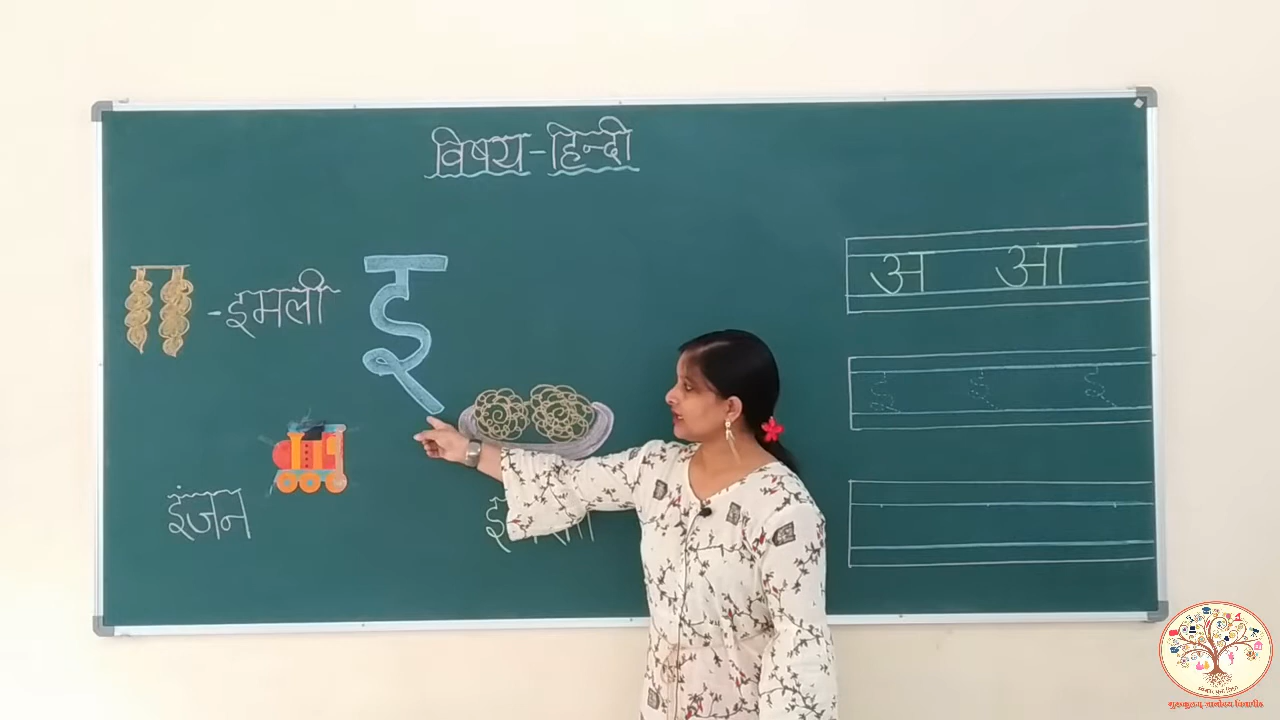 विषय - हिन्दी
- इमली
इ
अ आ
इ इ इ
इंजन